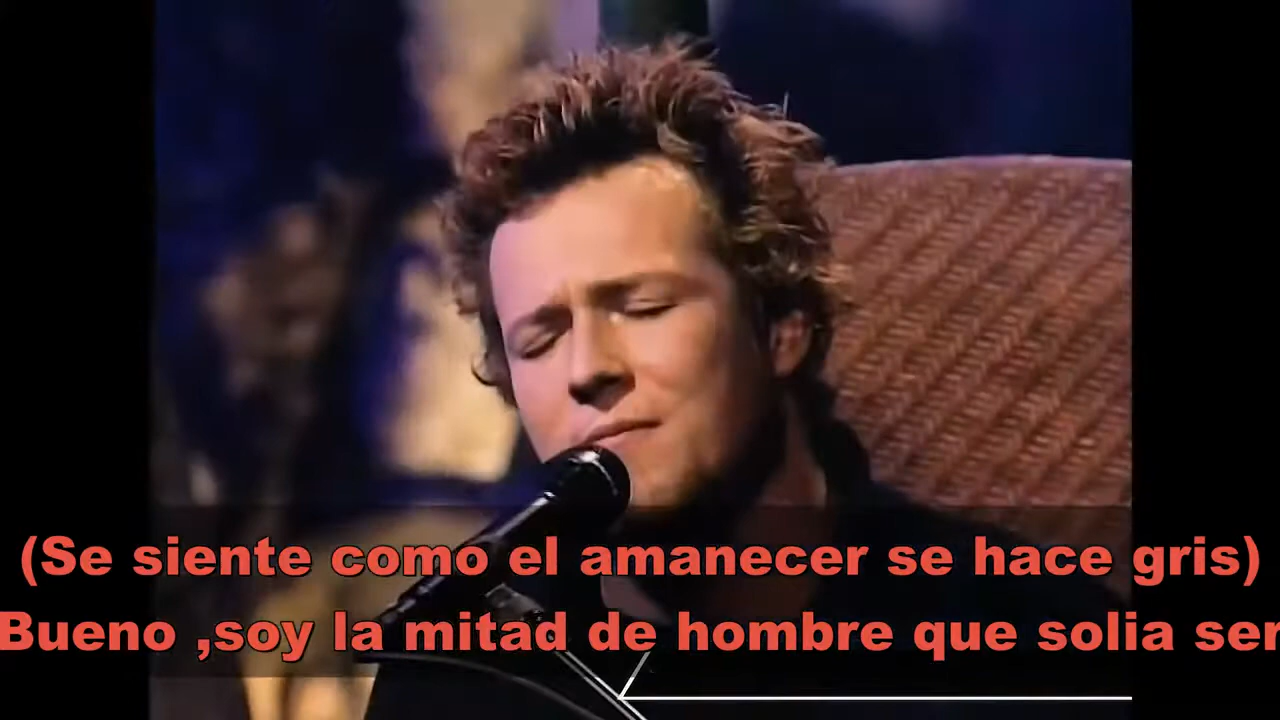 (Se siente como el amanecer se hace gris)
Bueno ,soy la mitad de hombre que solia ser